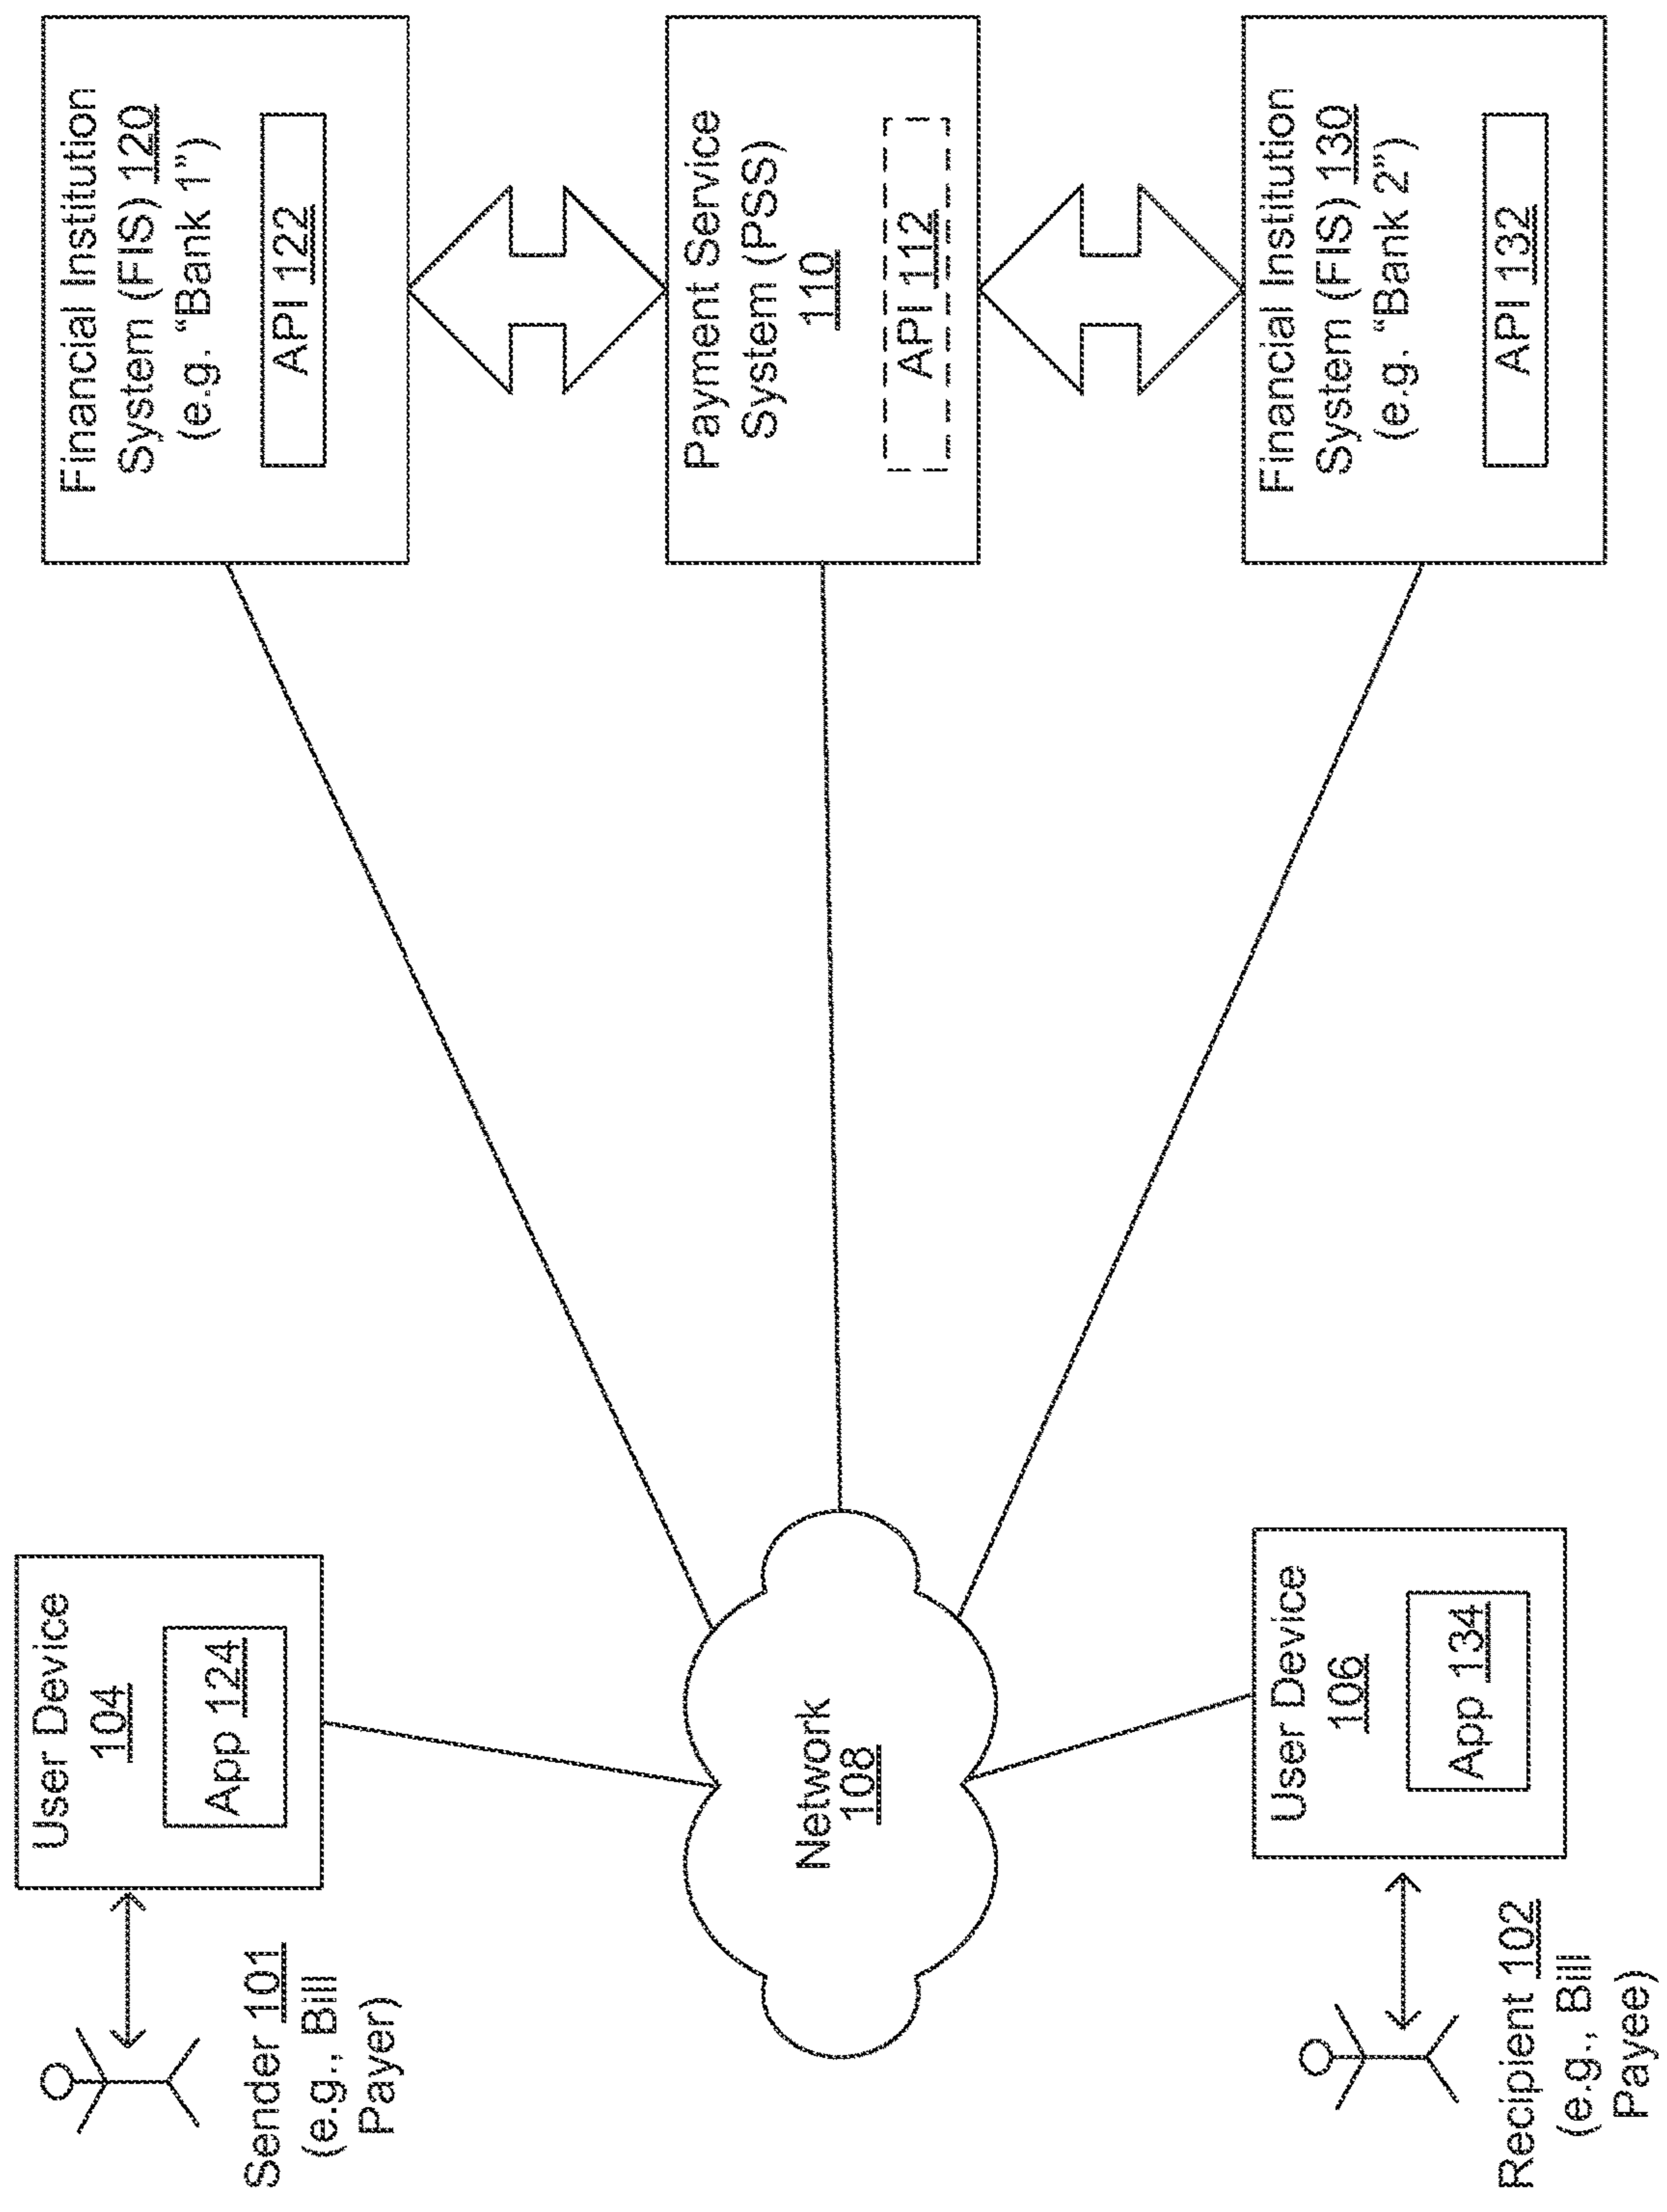 Sender 101
(e.g., Bill
Payer)
User Device
104
App 124
Financial Institution
System (FIS) 120
(e.g. "Bank 1")
API 122
Network
108
Payment Service
System (PSS)
110
API 112
Recipient 102
(e.g., Bill
Payee)
User Device
106
App 134
Financial Institution
System (FIS) 130
(e.g. "Bank 2")
API 132